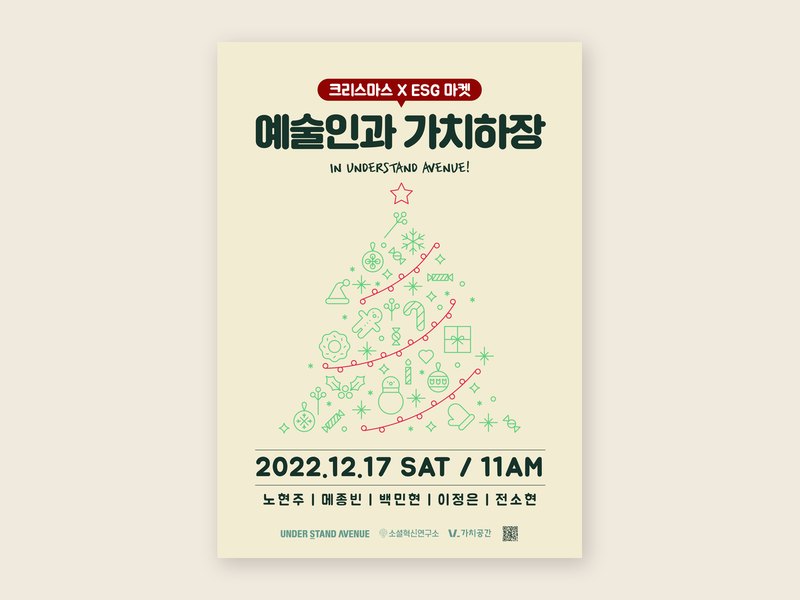 크리스마스 X ESG 마켓
예술인과 가치하장
IN UNDERSTAND AVENUE!
2022.12.17 SAT / 11AM
노현주 | 메종빈 | 백민현 | 이정은 | 전소현
UNDER STAND AVENUE 소셜혁신연구소 가치공간